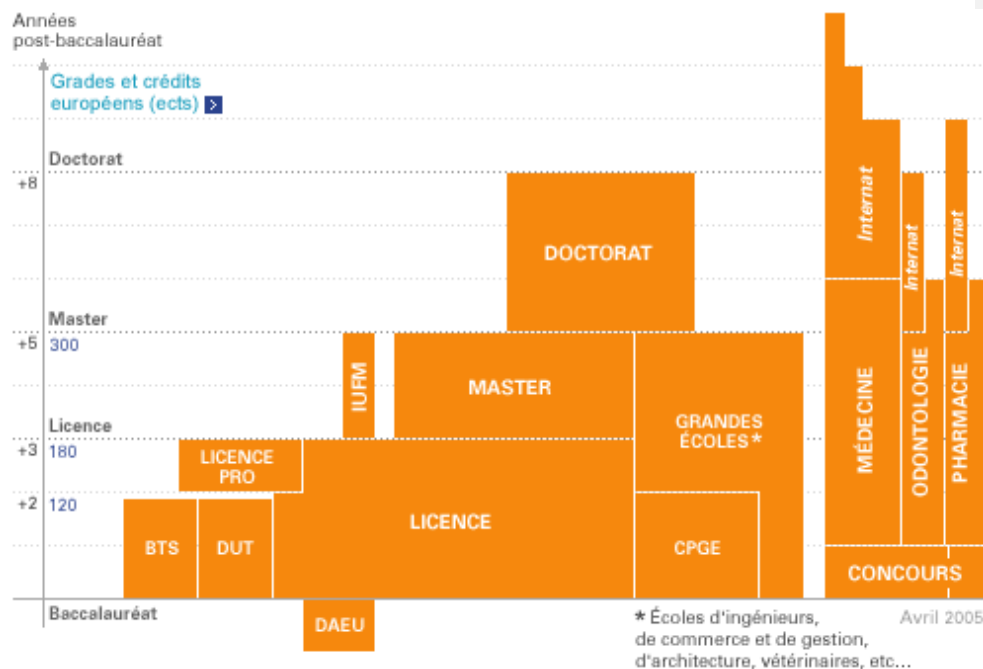 Années
post-baccalauréat
Grades et crédits
européens (ects)
Doctorat
+8
DOCTORAT
Internat
Internat
Internat
Master
+5
300
IUFM
MASTER
GRANDES
ÉCOLES*
MÉDECINE
ODONTOLOGIE
PHARMACIE
Licence
+3
180
LICENCE
PRO
+2
120
LICENCE
BTS
DUT
CPGE
CONCOURS
Baccalauréat
DAEU
* Écoles d'ingénieurs,
de commerce et de gestion,
d'architecture, vétérinaires, etc...
Avril 2005